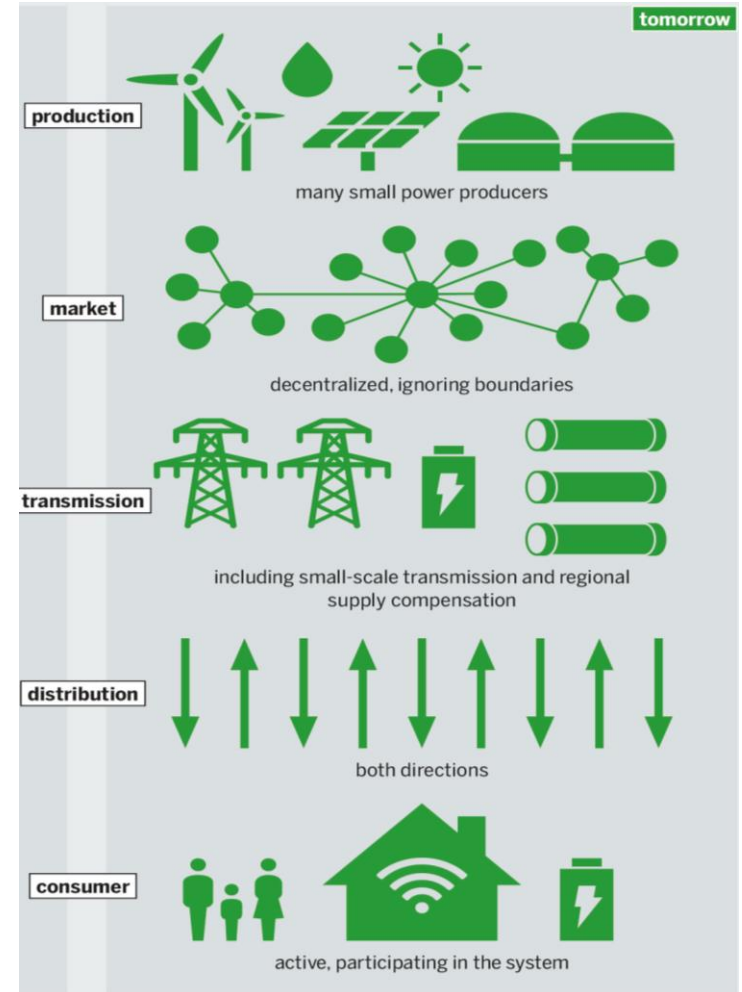 tomorrow
production
many small power producers
market
decentralized, ignoring boundaries
transmission
including small-scale transmission and regional
supply compensation
distribution
both directions
consumer
active, participating in the system